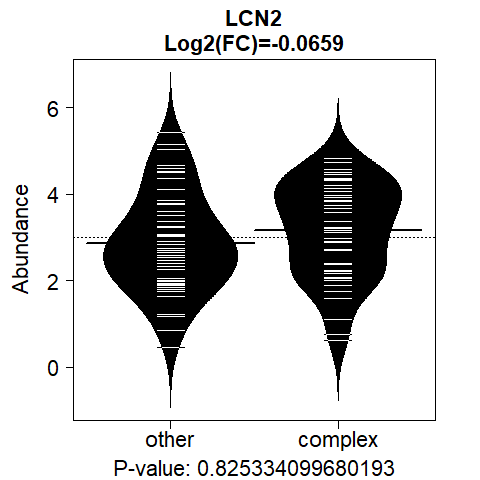 LCN2
Log2(FC)=-0.0659
Abundance
6
4
2
0
other complex
P-value: 0.825334099680193